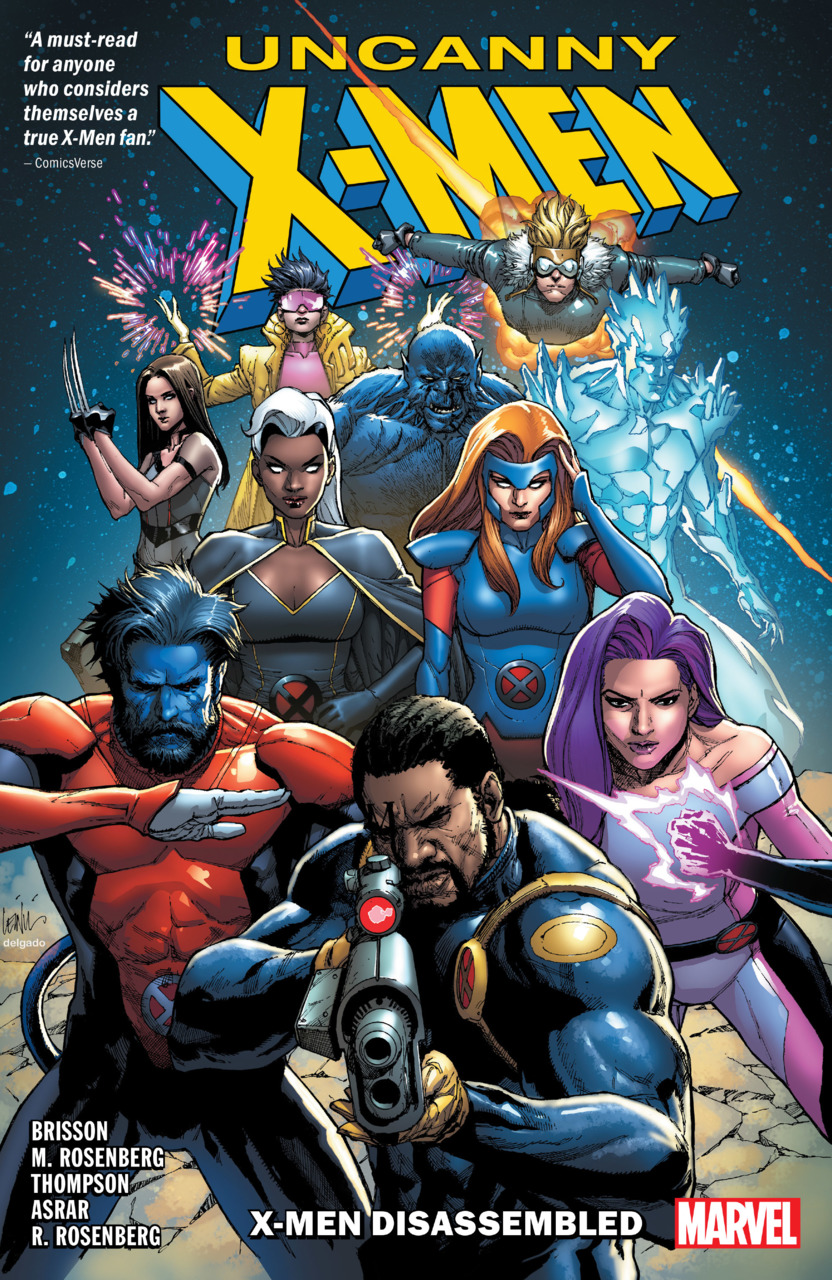 “A must-read
for anyone
who considers
themselves a
true X-Men fan.”
— ComicsVerse
UNCANNY
X-MEN
delgado
BRISSON
M. ROSENBERG
THOMPSON
ASRAR
R. ROSENBERG
X-MEN DISASSEMBLED
MARVEL